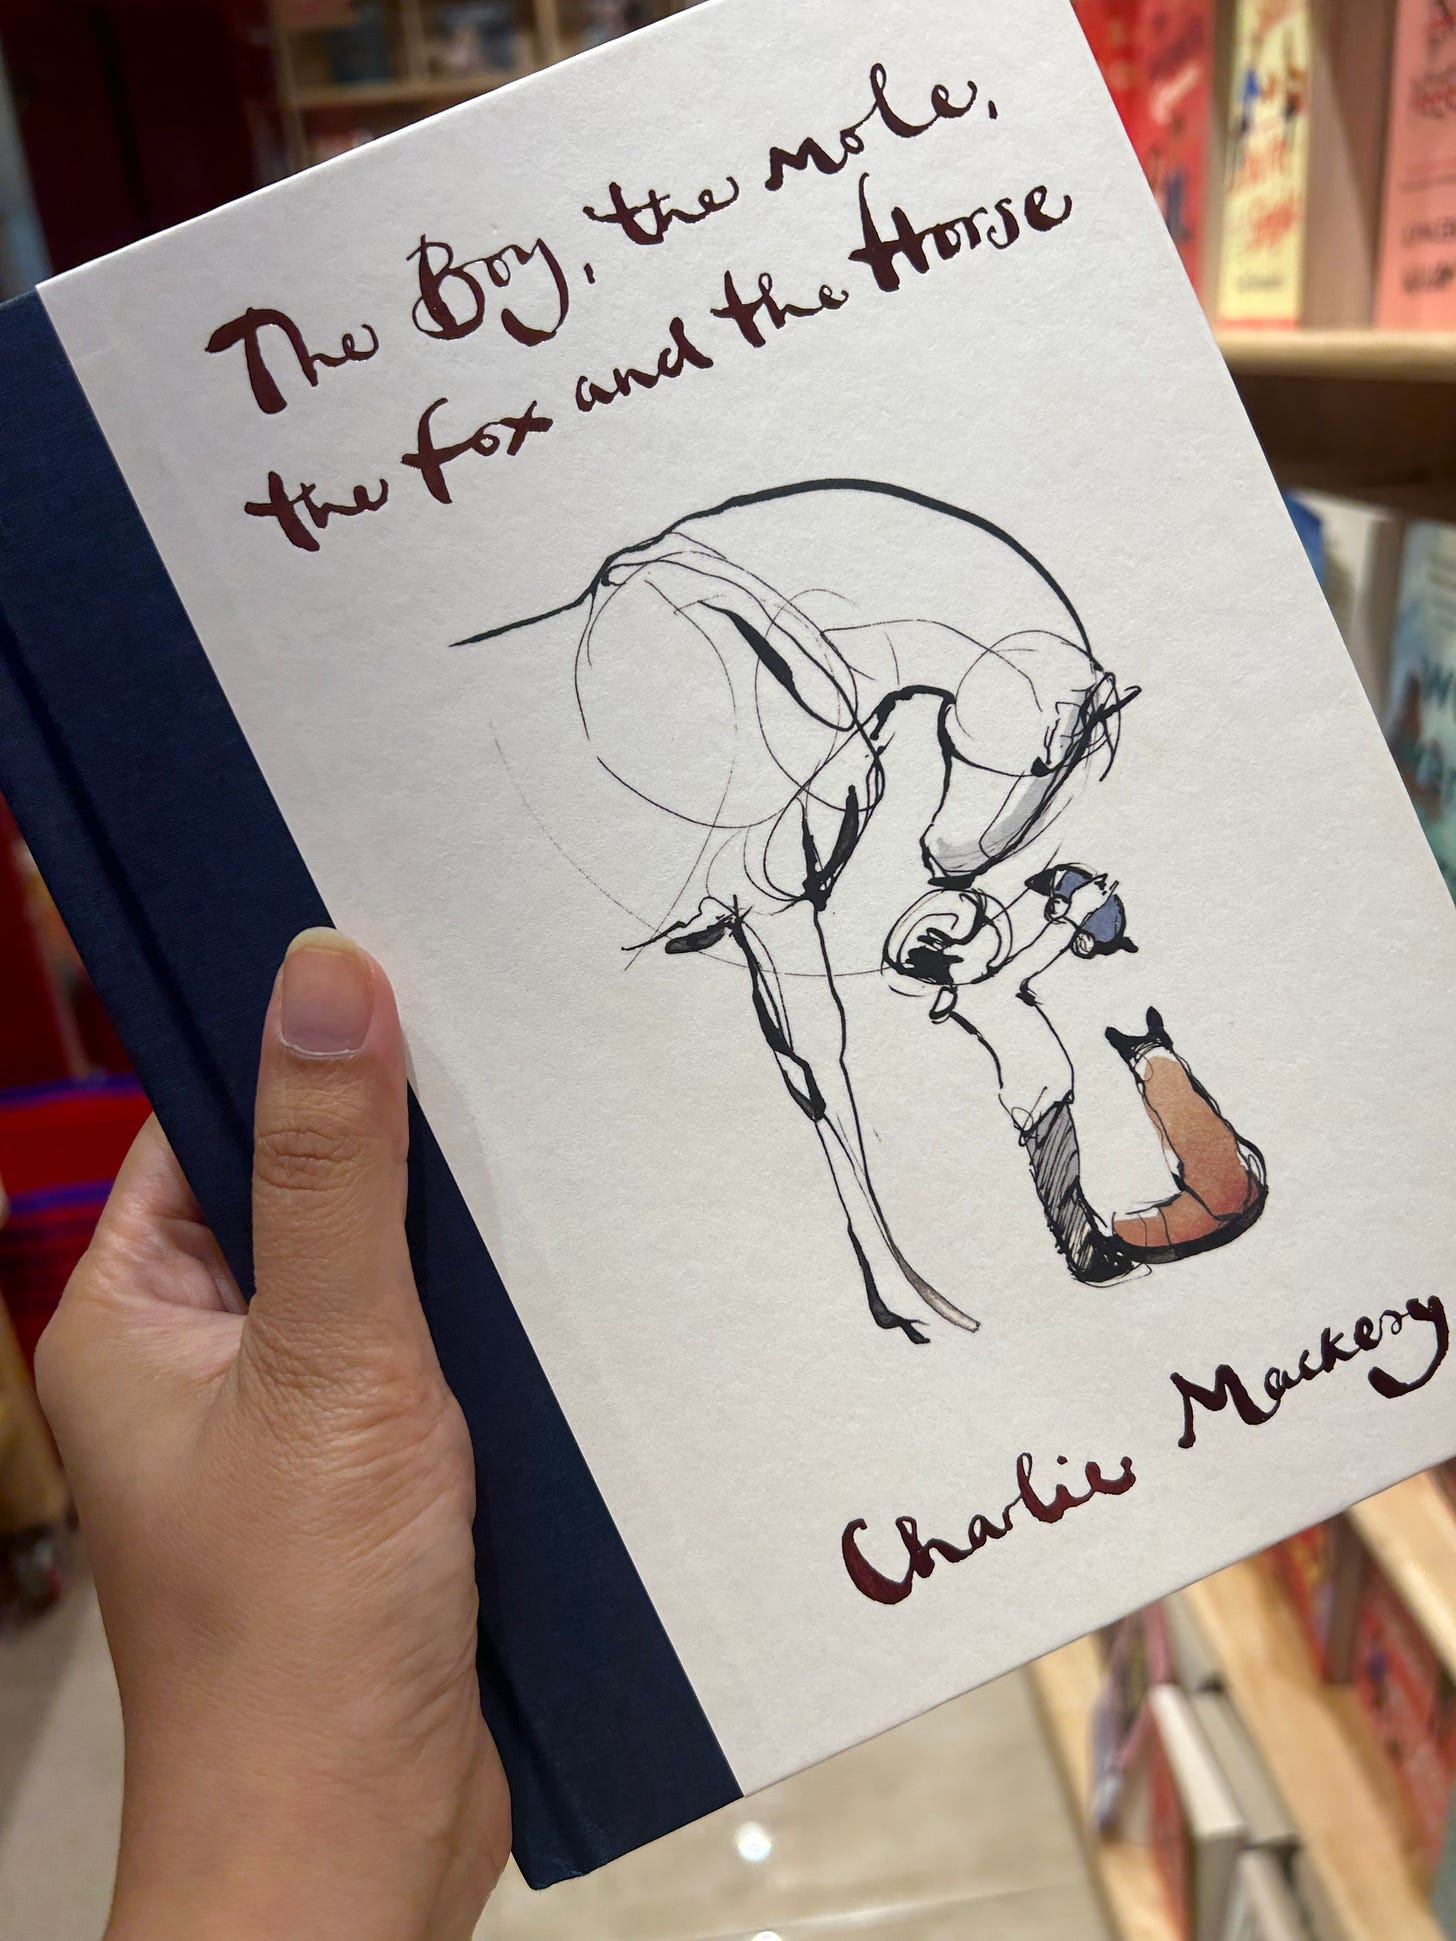 The Boy, the mole,
the fox and the Horse
Charlie Mackesy